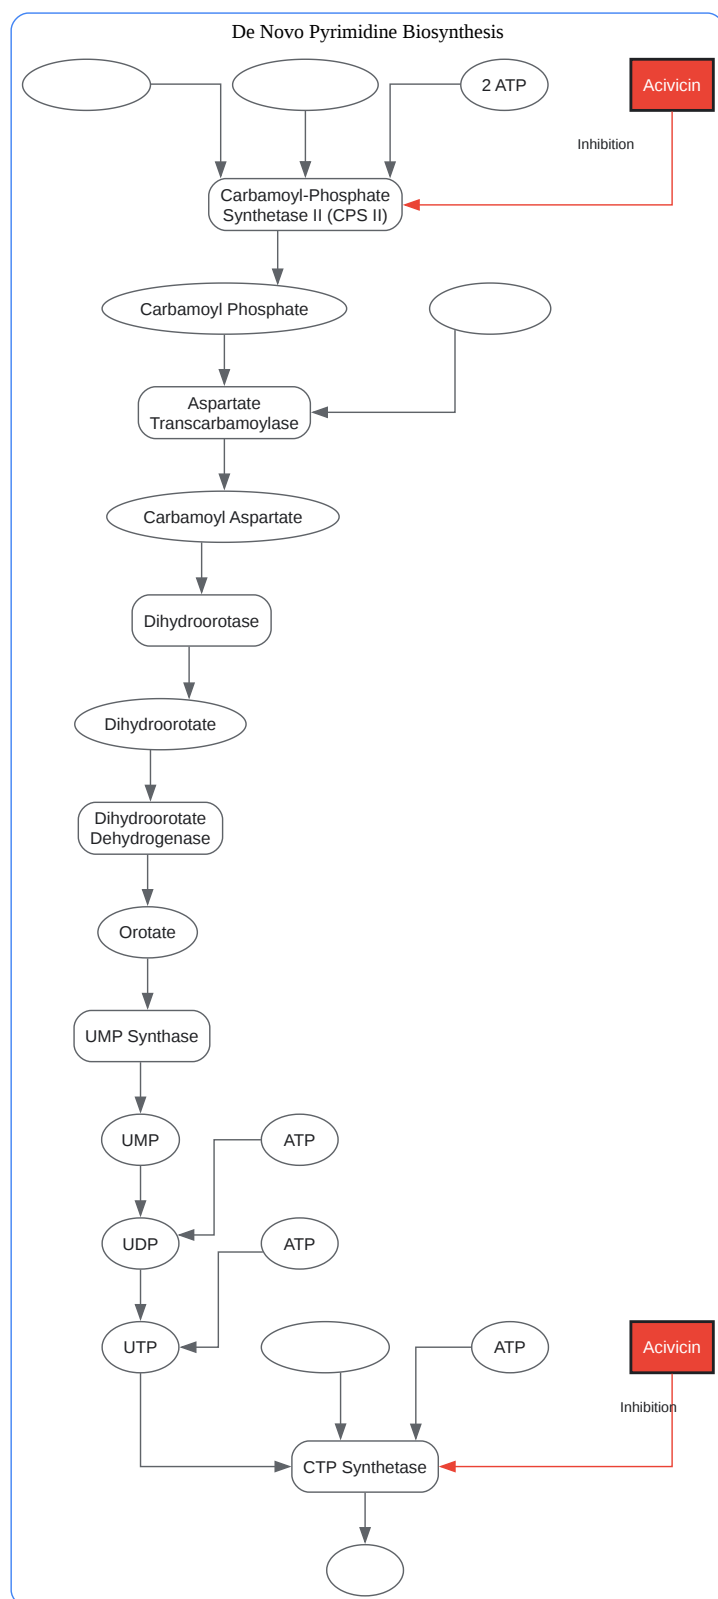 De Novo Pyrimidine Biosynthesis
2 ATP
Acivicin
Inhibition
Carbamoyl-Phosphate
Synthetase II (CPS II)
Carbamoyl Phosphate
Aspartate
Transcarbamoylase
Carbamoyl Aspartate
Dihydroorotase
Dihydroorotate
Dihydroorotate
Dehydrogenase
Orotate
UMP Synthase
UMP
ATP
UDP
ATP
UTP
ATP
Acivicin
Inhibition
CTP Synthetase